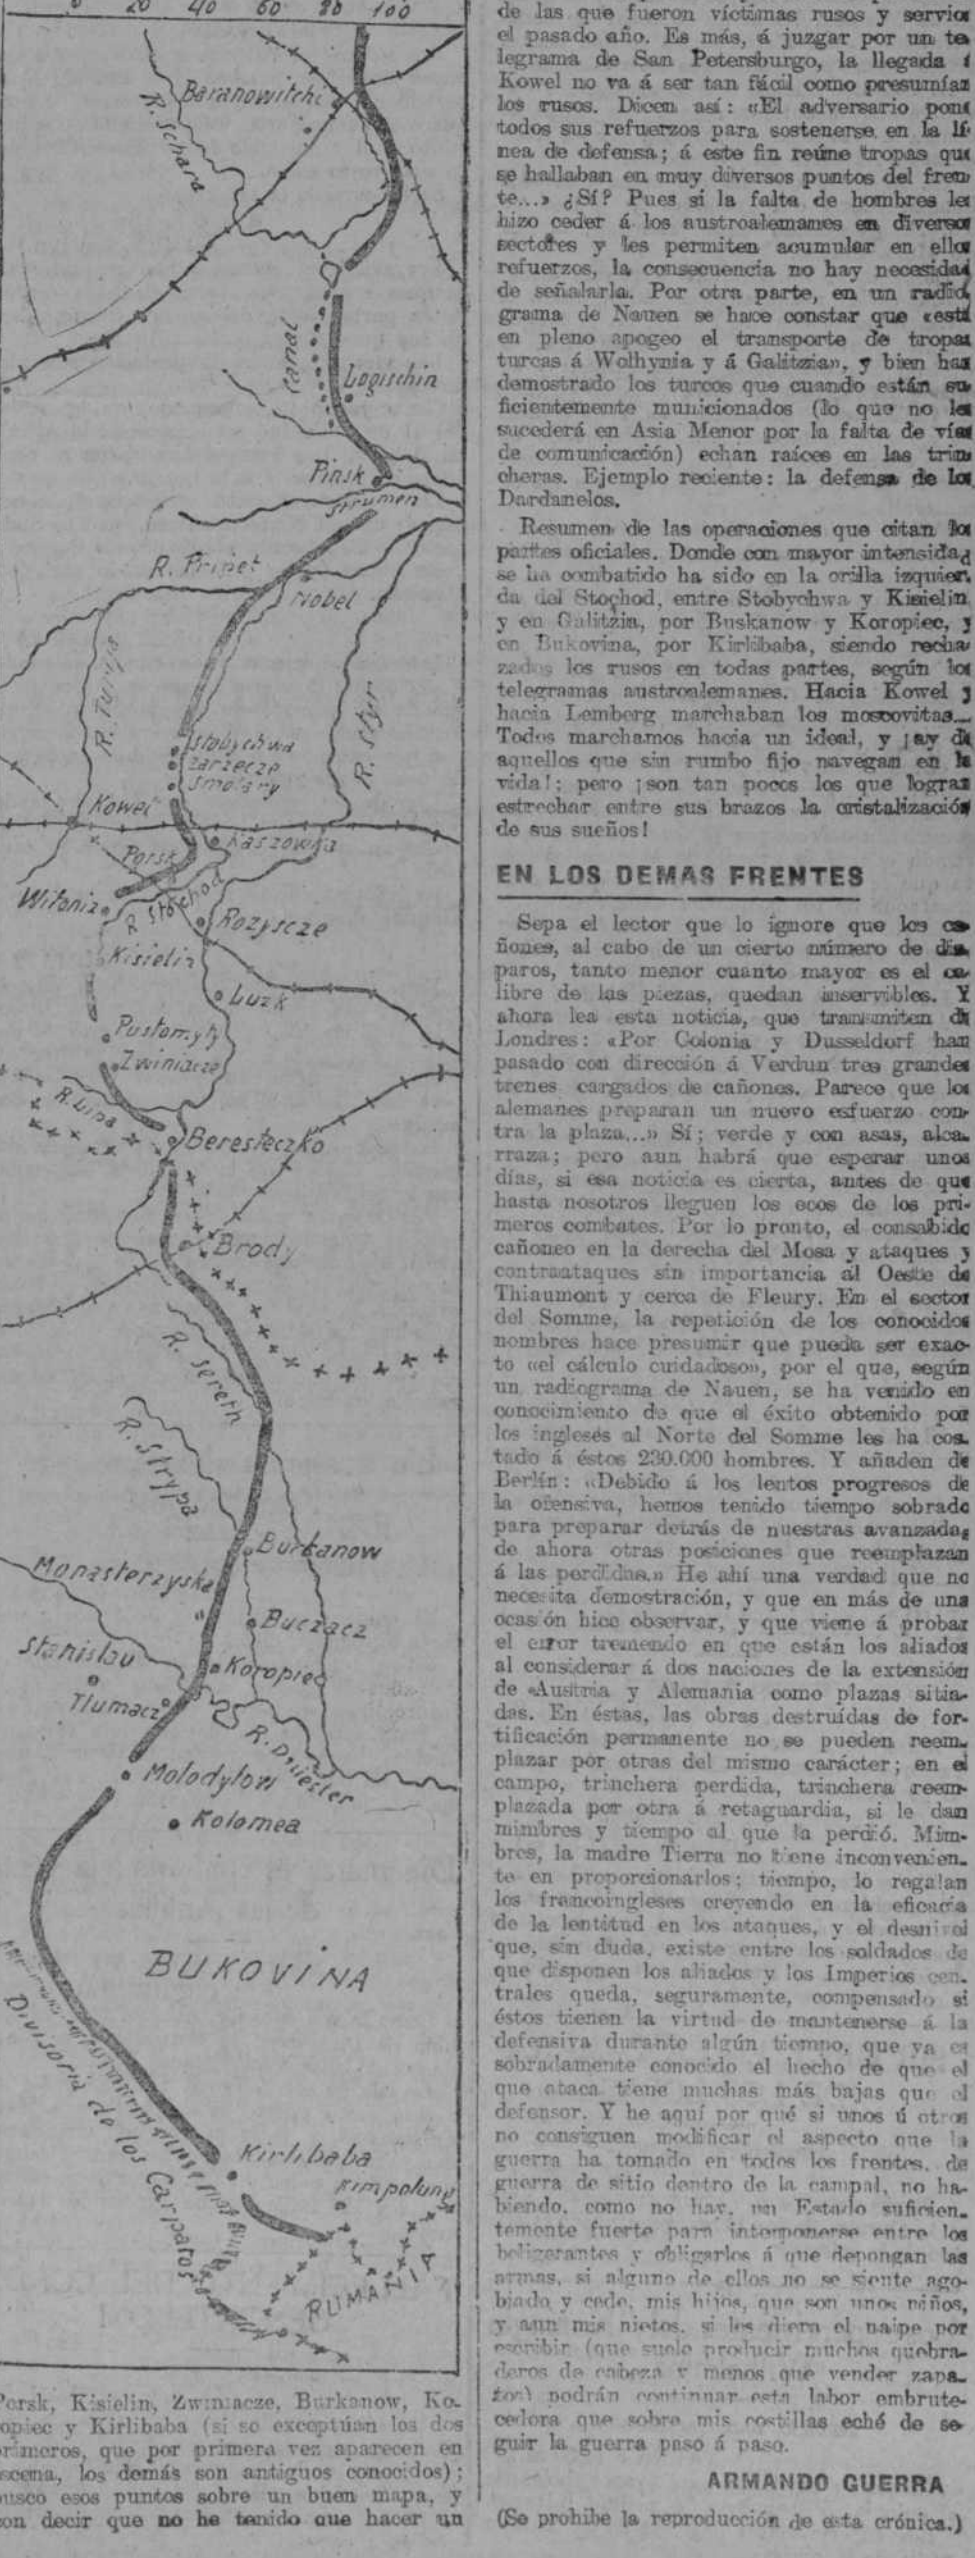 20 40 60 80 100
Baranowitchi
R. Schara
Canal
Logischin
Pinsk
Strumen
R. Pripet
Nobel
R. Turys
R. Styr
Stobychwa
Zarzecze
Smolary
Kowel
Kaszowka
Porsk
Witoniz
R. Stochod
Rozyscze
Kisielin
Luzk
Pustomyty
Zwiniacze
R. Lipa
Beresteczko
Brody
R. Sereth
R. Strypa
Burkanow
Monasterzyska
Buczacz
Stanislau
Koropiec
Tlumacz
R. Dniester
Molodylow
Kolomea
BUKOVINA
Divisoria de los Carpatos
Kirlibaba
Kimpolung
RUMANIA
Porsk, Kisielin, Zwiniacze, Burkanow, Ko-
opiec y Kirlibaba (si se exceptúan los dos
primeros, que por primera vez aparecen en
escena, los demás son antiguos conocidos);
busco esos puntos sobre un buen mapa, y
con decir que no he tenido que hacer un
de las que fueron víctimas rusos y servios
el pasado año. Es más, á juzgar por un te-
legrama de San Petersburgo, la llegada á
Kowel no va á ser tan fácil como presumían
los rusos. Dicen así: «El adversario pone
todos sus refuerzos para sostenerse en la lí-
nea de defensa; á este fin reúne tropas que
se hallaban en muy diversos puntos del fren-
te...» ¿Sí? Pues si la falta de hombres les
hizo ceder á los austroalemanes en diversos
sectores y les permiten acumular en ellos
refuerzos, la consecuencia no hay necesidad
de señalarla. Por otra parte, en un radio-
grama de Nauen se hace constar que «está
en pleno apogeo el transporte de tropas
turcas á Wolhynia y á Galitzia», y bien han
demostrado los turcos que cuando están su-
ficientemente municionados (lo que no les
sucederá en Asia Menor por la falta de vías
de comunicación) echan raíces en las trin-
cheras. Ejemplo reciente: la defensa de los
Dardanelos.
Resumen de las operaciones que citan los
partes oficiales. Donde con mayor intensidad
se ha combatido ha sido en la orilla izquier-
da del Stochod, entre Stobychwa y Kisielin,
y en Galitzia, por Buskanow y Koropiec, y
en Bukovina, por Kirlibaba, siendo recha-
zados los rusos en todas partes, según los
telegramas austroalemanes. Hacia Kowel y
hacia Lemberg marchaban los moscovitas...
Todos marchamos hacia un ideal, y ¡ay de
aquellos que sin rumbo fijo navegan en la
vida!; pero ¡son tan pocos los que logran
estrechar entre sus brazos la cristalización
de sus sueños!
EN LOS DEMAS FRENTES
Sepa el lector que lo ignore que los ca-
ñones, al cabo de un cierto número de dis-
paros, tanto menor cuanto mayor es el ca-
libre de las piezas, quedan inservibles. Y
ahora lea esta noticia, que transmiten de
Londres: «Por Colonia y Dusseldorf han
pasado con dirección á Verdun tres grandes
trenes cargados de cañones. Parece que los
alemanes preparan un nuevo esfuerzo con-
tra la plaza...» Sí; verde y con asas, alca-
rraza; pero aun habrá que esperar unos
días, si esa noticia es cierta, antes de que
hasta nosotros lleguen los ecos de los pri-
meros combates. Por lo pronto, el consabido
cañoneo en la derecha del Mosa y ataques y
contraataques sin importancia al Oeste de
Thiaumont y cerca de Fleury. En el sector
del Somme, la repetición de los conocidos
nombres hace presumir que pueda ser exac-
to «el cálculo cuidadoso», por el que, según
un radiograma de Nauen, se ha venido en
conocimiento de que el éxito obtenido por
los ingleses al Norte del Somme les ha cos-
tado á éstos 230.000 hombres. Y añaden de
Berlín: «Debido á los lentos progresos de
la ofensiva, hemos tenido tiempo sobrado
para preparar detrás de nuestras avanzadas
de ahora otras posiciones que reemplazan
á las perdidas.» He ahí una verdad que no
necesita demostración, y que en más de una
ocasión hice observar, y que viene á probar
el error tremendo en que están los aliados
al considerar á dos naciones de la extensión
de Austria y Alemania como plazas sitia-
das. En éstas, las obras destruídas de for-
tificación permanente no se pueden reem-
plazar por otras del mismo carácter; en el
campo, trinchera perdida, trinchera reem-
plazada por otra á retaguardia, si le dan
mimbres y tiempo al que la perdió. Mim-
bres, la madre Tierra no tiene inconvenien-
te en proporcionarlos; tiempo, lo regalan
los francoingleses creyendo en la eficacia
de la lentitud en los ataques, y el desnivel
que, sin duda, existe entre los soldados de
que disponen los aliados y los Imperios cen-
trales queda, seguramente, compensado si
éstos tienen la virtud de mantenerse á la
defensiva durante algún tiempo, que ya es
sobradamente conocido el hecho de que el
que ataca tiene muchas más bajas que el
defensor. Y he aquí por qué si unos ú otros
no consiguen modificar el aspecto que la
guerra ha tomado en todos los frentes, de
guerra de sitio dentro de la campal, no ha-
biendo, como no hay, un Estado suficien-
temente fuerte para interponerse entre los
beligerantes y obligarlos á que depongan las
armas, si alguno de ellos no se siente ago-
biado y cede, mis hijos, que son unos niños,
y aun mis nietos, si les diera el naipe por
escribir (que suele producir muchos quebra-
deros de cabeza y menos que vender zapa-
tos) podrán continuar esta labor embrute-
cedora que sobre mis costillas eché de se-
guir la guerra paso á paso.
ARMANDO GUERRA
(Se prohibe la reproducción de esta crónica.)